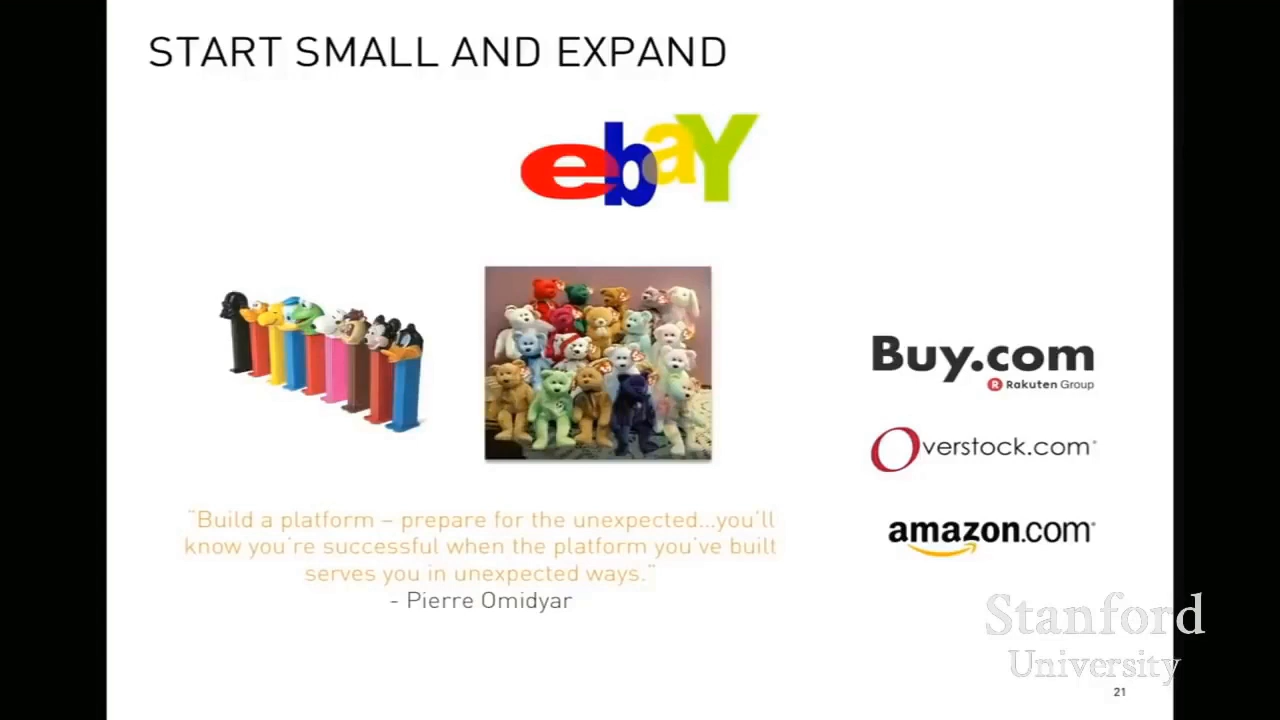 START SMALL AND EXPAND
ebaY
Buy.com
R Rakuten Group
Overstock.com®
amazon.com®
"Build a platform – prepare for the unexpected...you'll
know you're successful when the platform you've built
serves you in unexpected ways."
- Pierre Omidyar
Stanford
University
21